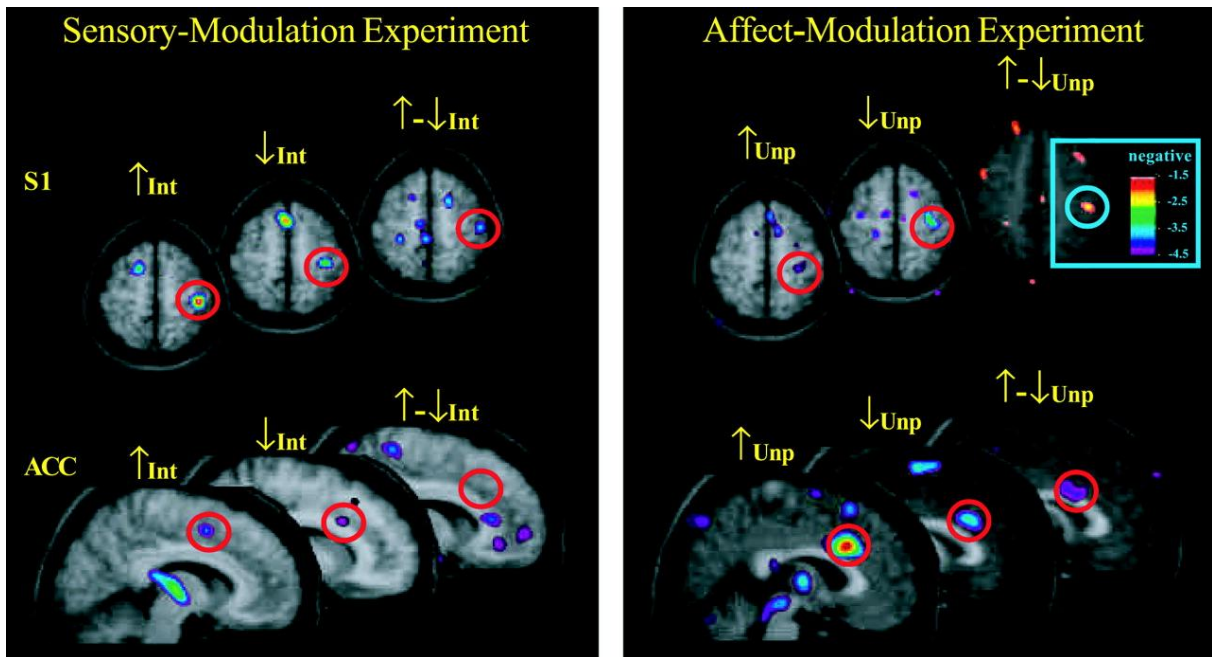 Sensory-Modulation Experiment
↑-↓Int
↓Int
↑Int
S1
↑-↓Int
↓Int
↑Int
ACC
Affect-Modulation Experiment
↑-↓Unp
↓Unp
↑Unp
negative
-1.5
-2.5
-3.5
-4.5
↑-↓Unp
↓Unp
↑Unp